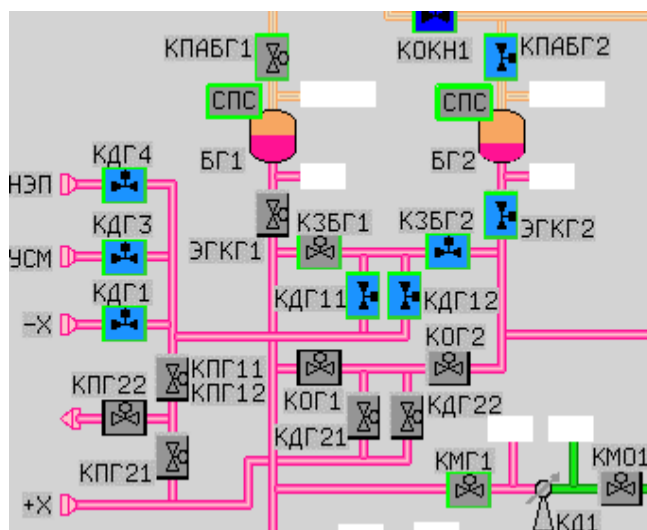 КПАБГ1
КОКН1
КПАБГ2
СПС
СПС
БГ1
БГ2
КДГ4
НЭП
КДГ3
УСМ
КДГ1
-X
ЭГКГ1
КЗБГ1
КЗБГ2
ЭГКГ2
КДГ11
КДГ12
КПГ11
КПГ12
КОГ1
КОГ2
КПГ22
КДГ21
КДГ22
КПГ21
КМГ1
КМО1
+X
КД1